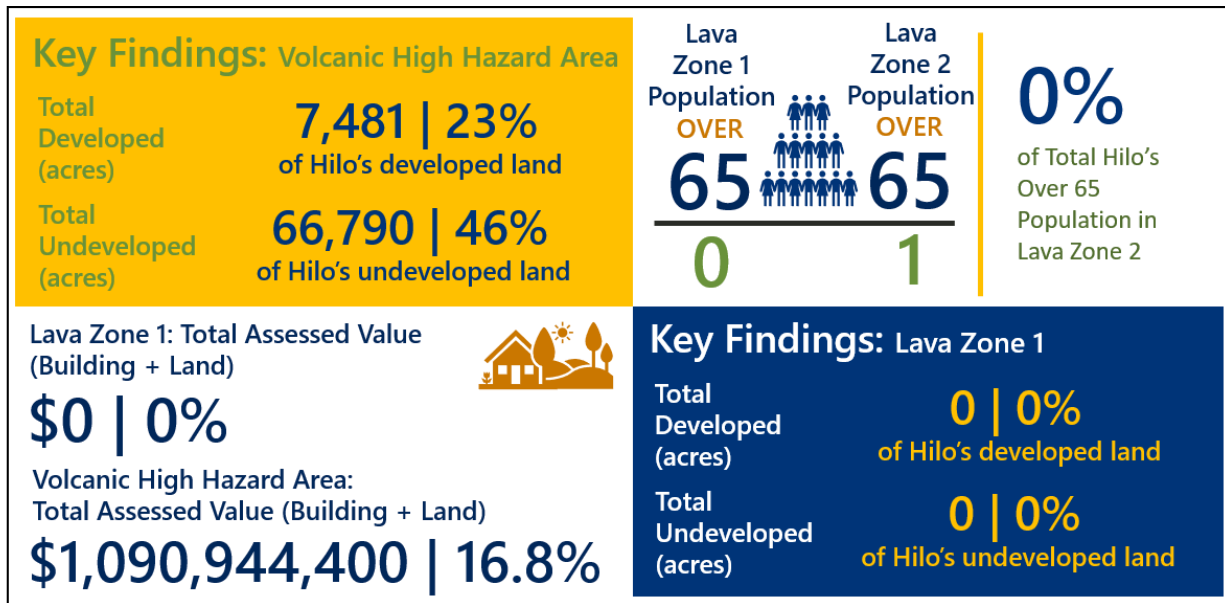 Key Findings: Volcanic High Hazard Area
Total
Developed
(acres)
7,481 | 23%
of Hilo's developed land
Total
Undeveloped
(acres)
66,790 | 46%
of Hilo's undeveloped land
Lava
Zone 1
Population
OVER
65
0
Lava
Zone 2
Population
OVER
65
1
0%
of Total Hilo's
Over 65
Population in
Lava Zone 2
Lava Zone 1: Total Assessed Value
(Building + Land)
$0 | 0%
Volcanic High Hazard Area:
Total Assessed Value (Building + Land)
$1,090,944,400 | 16.8%
Key Findings: Lava Zone 1
Total
Developed
(acres)
0 | 0%
of Hilo's developed land
Total
Undeveloped
(acres)
0 | 0%
of Hilo's undeveloped land